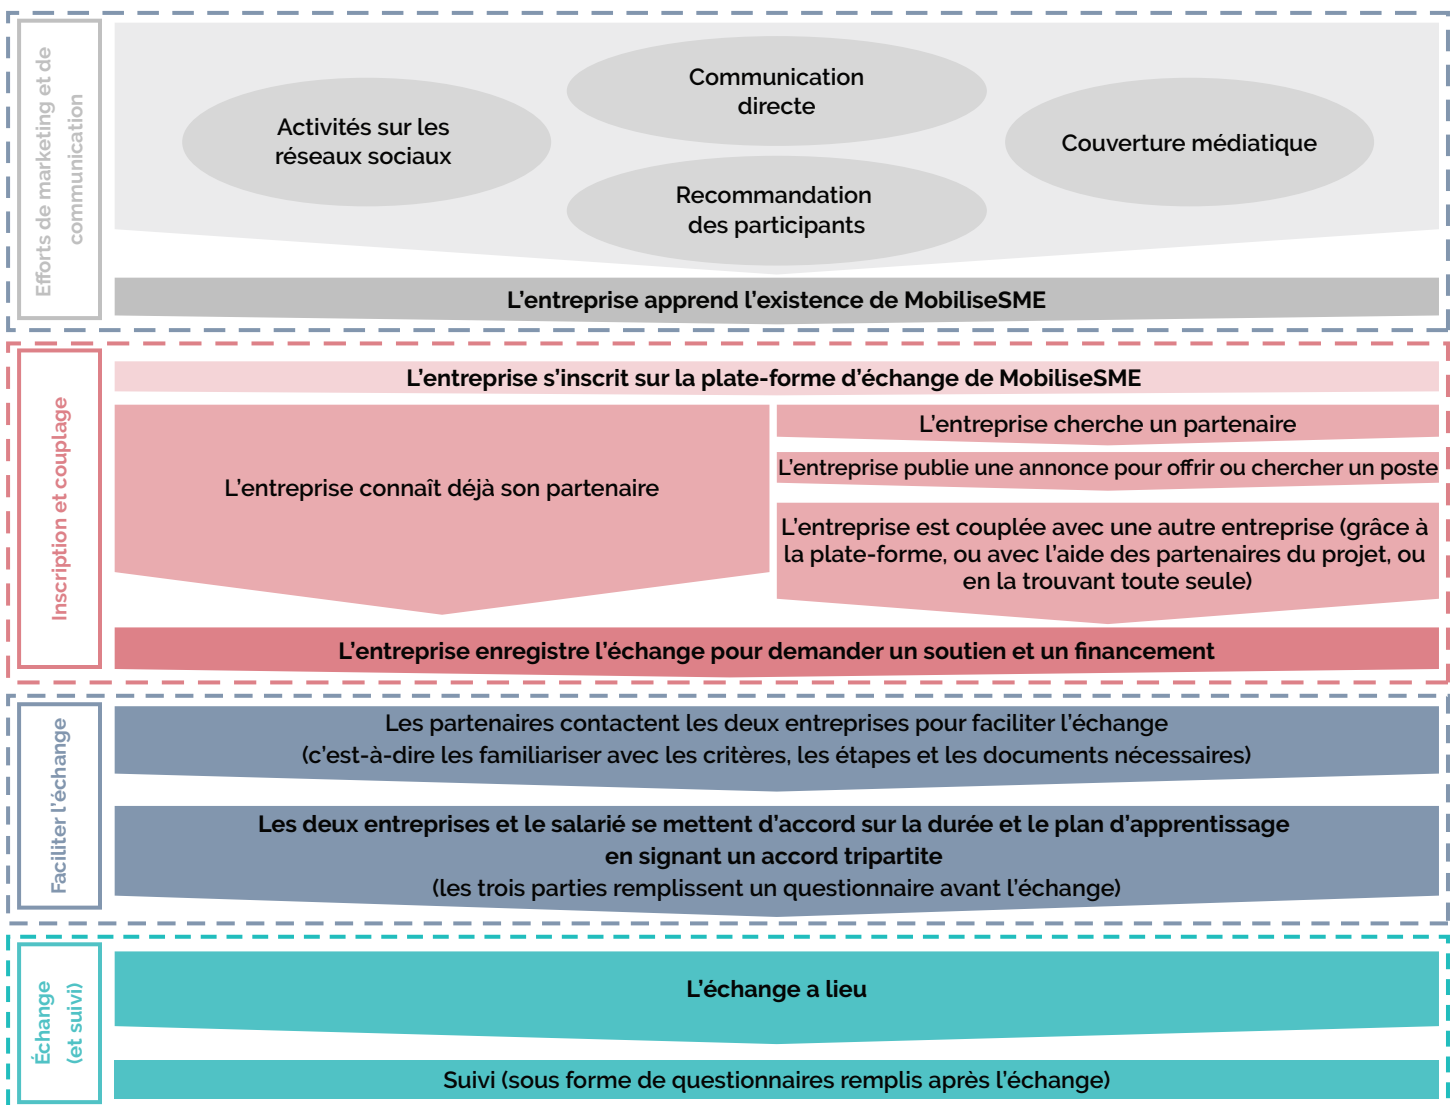 Efforts de marketing et de
communication
Activités sur les
réseaux sociaux
Communication
directe
Recommandation
des participants
Couverture médiatique
L'entreprise apprend l'existence de MobiliseSME
Inscription et couplage
L'entreprise s'inscrit sur la plate-forme d'échange de MobiliseSME
L'entreprise connaît déjà son partenaire
L'entreprise cherche un partenaire
L'entreprise publie une annonce pour offrir ou chercher un poste
L'entreprise est couplée avec une autre entreprise (grâce à
la plate-forme, ou avec l'aide des partenaires du projet, ou
en la trouvant toute seule)
L'entreprise enregistre l'échange pour demander un soutien et un financement
Faciliter l'échange
Les partenaires contactent les deux entreprises pour faciliter l'échange
(c'est-à-dire les familiariser avec les critères, les étapes et les documents nécessaires)
Les deux entreprises et le salarié se mettent d'accord sur la durée et le plan d'apprentissage
en signant un accord tripartite
(les trois parties remplissent un questionnaire avant l'échange)
Échange
(et suivi)
L'échange a lieu
Suivi (sous forme de questionnaires remplis après l'échange)